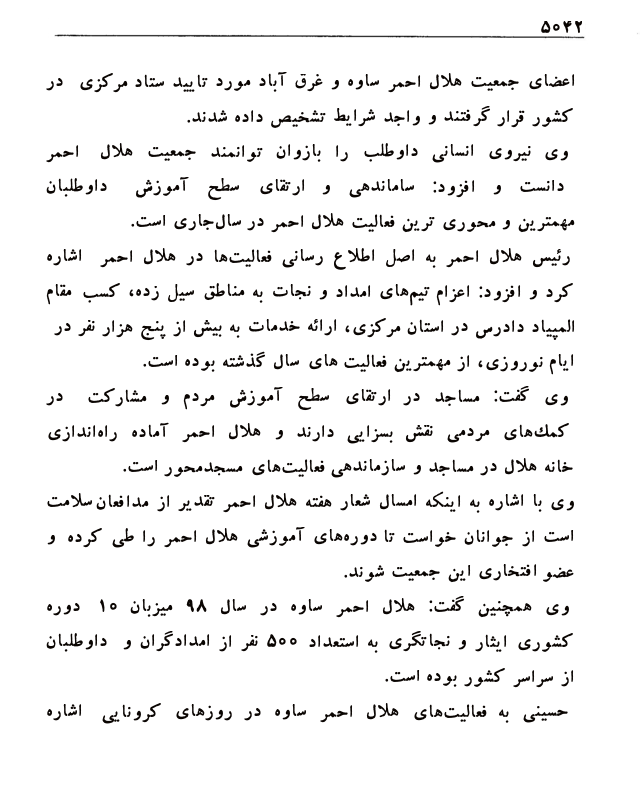 ۵۰۴۲
اعضای جمعیت هلال احمر ساوه و غرق آباد مورد تایید ستاد مرکزی در
کشور قرار گرفتند و واجد شرایط تشخیص داده شدند.
وی نیروی انسانی داوطلب را بازوان توانمند جمعیت هلال احمر
دانست و افزود: ساماندهی و ارتقای سطح آموزش داوطلبان
مهمترین و محوری ترین فعالیت هلال احمر در سال‌جاری است.
رئیس هلال احمر به اصل اطلاع رسانی فعالیت‌ها در هلال احمر اشاره
کرد و افزود: اعزام تیم‌های امداد و نجات به مناطق سیل زده، کسب مقام
المپیاد دادرس در استان مرکزی، ارائه خدمات به بیش از پنج هزار نفر در
ایام نوروزی، از مهمترین فعالیت های سال گذشته بوده است.
وی گفت: مساجد در ارتقای سطح آموزش مردم و مشارکت در
کمک‌های مردمی نقش بسزایی دارند و هلال احمر آماده راه‌اندازی
خانه هلال در مساجد و سازماندهی فعالیت‌های مسجدمحور است.
وی با اشاره به اینکه امسال شعار هفته هلال احمر تقدیر از مدافعان سلامت
است از جوانان خواست تا دوره‌های آموزشی هلال احمر را طی کرده و
عضو افتخاری این جمعیت شوند.
وی همچنین گفت: هلال احمر ساوه در سال ۹۸ میزبان ۱۰ دوره
کشوری ایثار و نجاتگری به استعداد ۵۰۰ نفر از امدادگران و داوطلبان
از سراسر کشور بوده است.
حسینی به فعالیت‌های هلال احمر ساوه در روزهای کرونایی اشاره